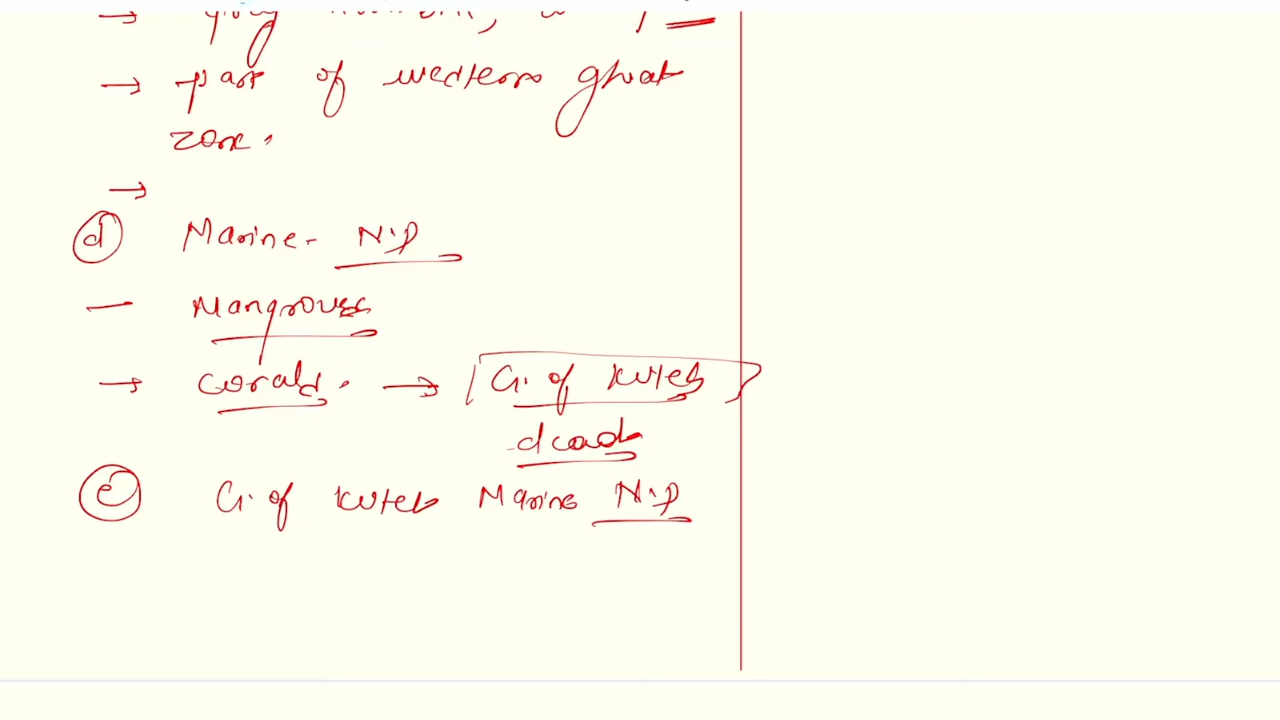 → part of western ghat
zone.
→
(d) Marine - N.P
— Mangroves
→ corals. → [G. of Kutch]
dead
(e) G. of Kutch Marine N.P